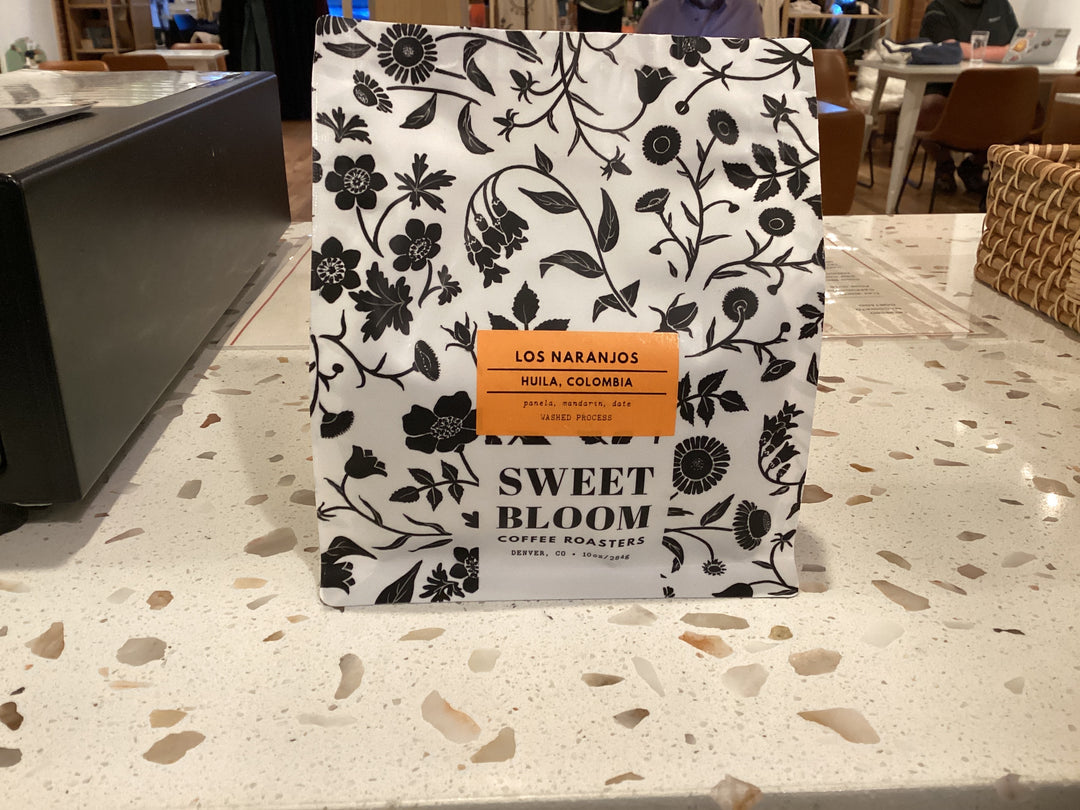 LOS NARANJOS
HUILA, COLOMBIA
panela, mandarin, date
WASHED PROCESS
SWEET
BLOOM
COFFEE ROASTERS
DENVER, CO • 10oz/284g